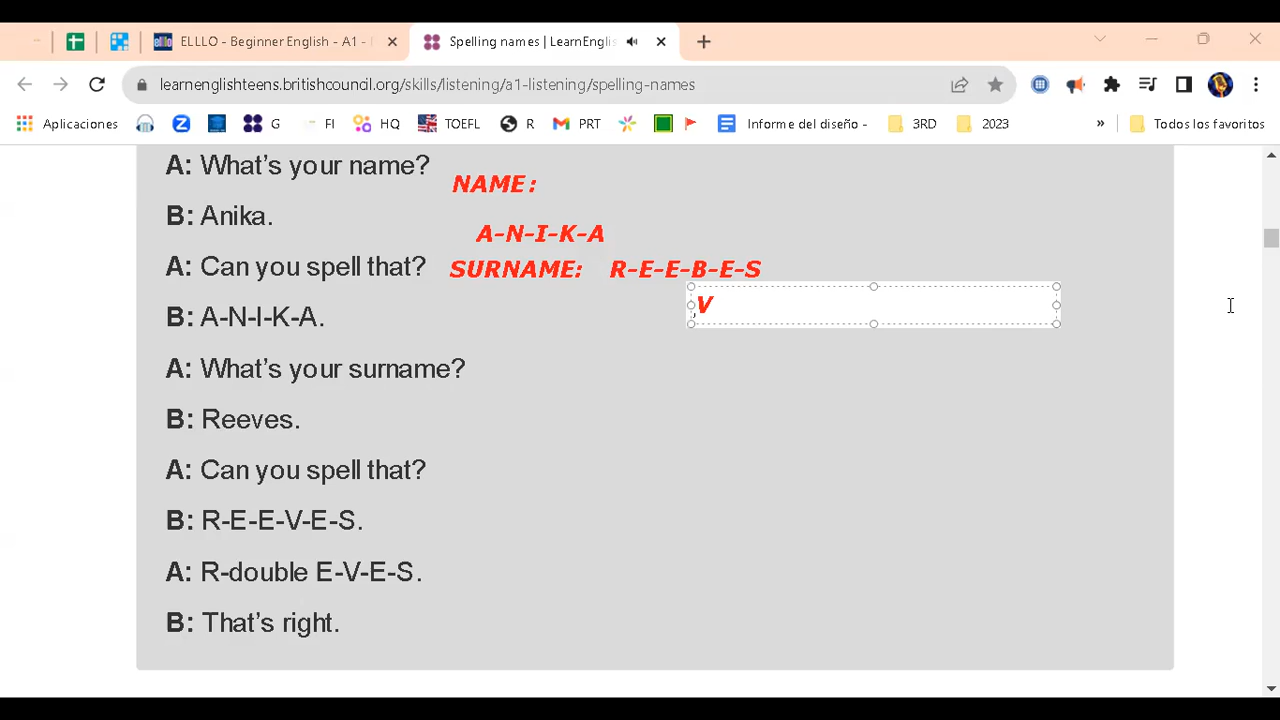 ELLLO - Beginner English - A1 -
Spelling names | LearnEngli
learnenglishteens.britishcouncil.org/skills/listening/a1-listening/spelling-names
Aplicaciones G FI HQ TOEFL R PRT Informe del diseño - 3RD 2023 » Todos los favoritos
A: What's your name?
NAME:
B: Anika.
A-N-I-K-A
A: Can you spell that?
SURNAME: R-E-E-B-E-S
V
B: A-N-I-K-A.
A: What's your surname?
B: Reeves.
A: Can you spell that?
B: R-E-E-V-E-S.
A: R-double E-V-E-S.
B: That's right.